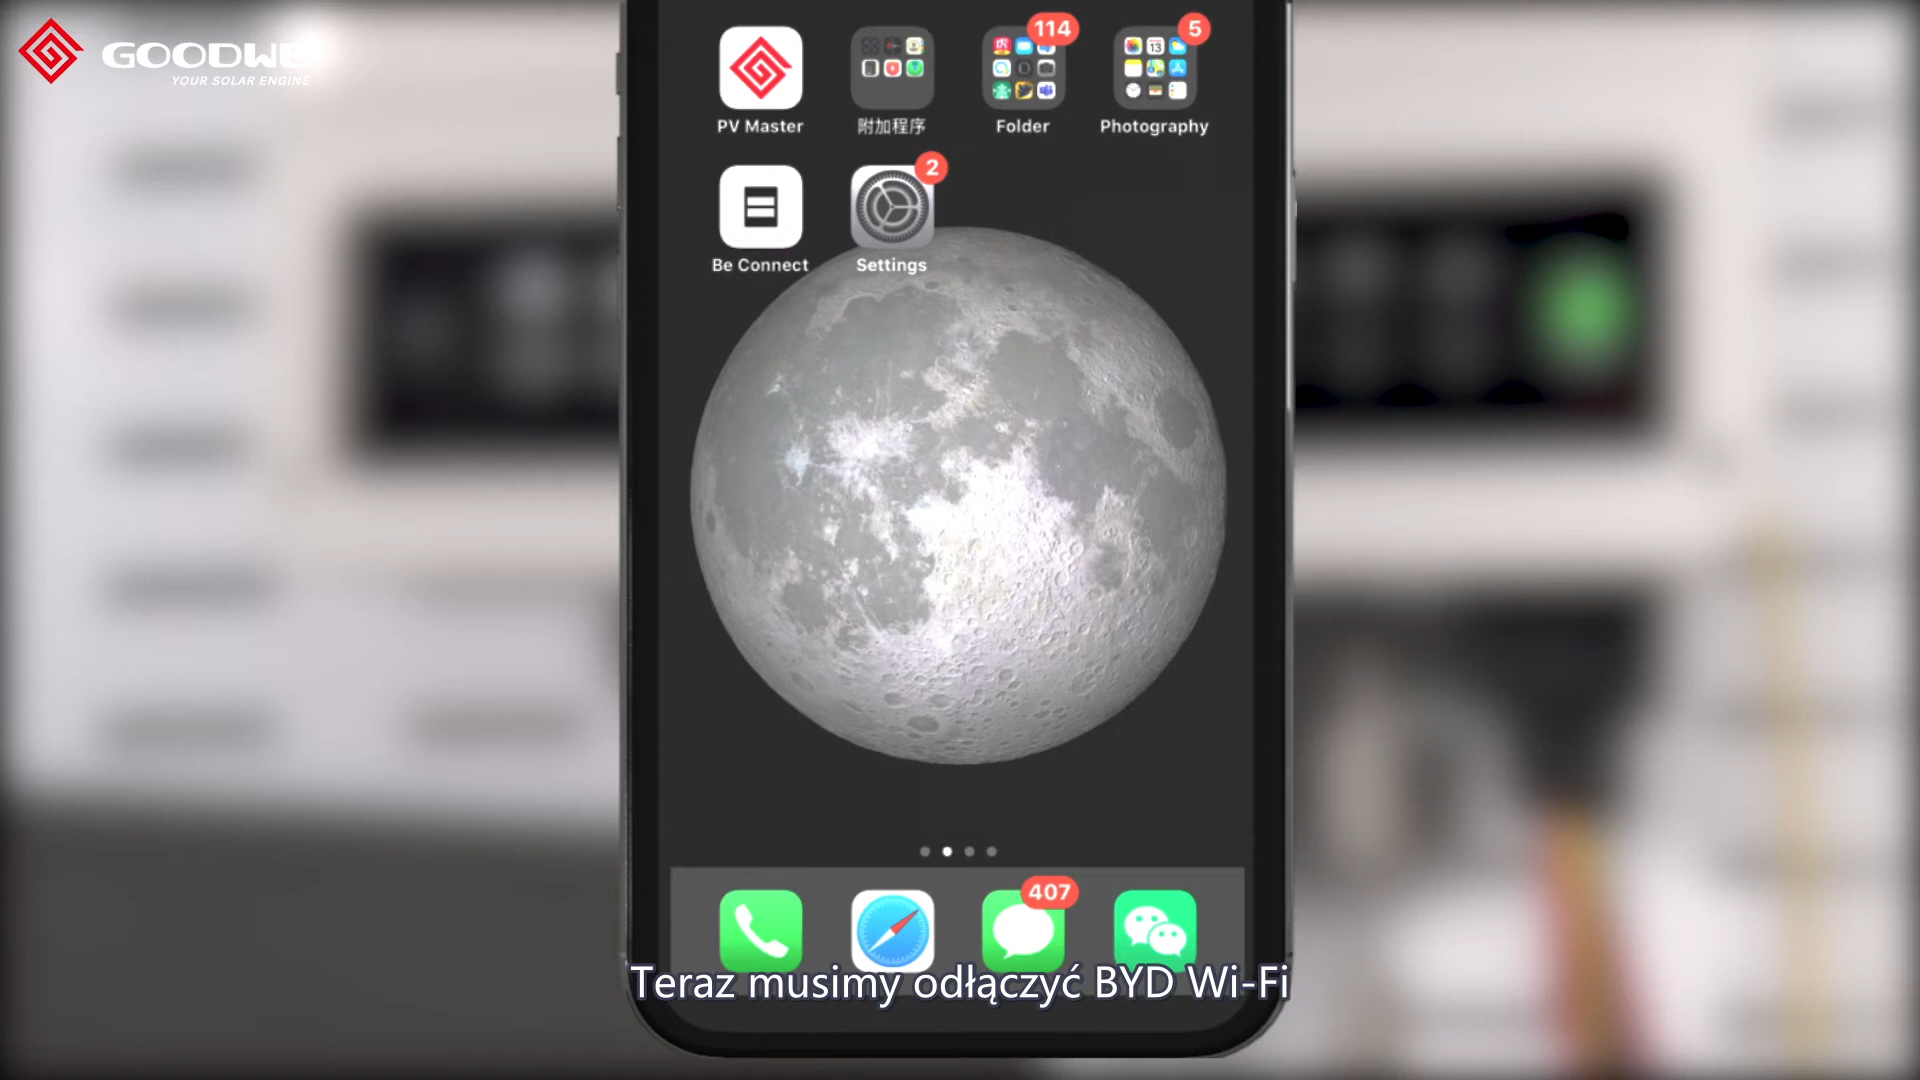 GOODWE
YOUR SOLAR ENGINE
114
5
13
PV Master
附加程序
Folder
Photography
2
Be Connect
Settings
407
Teraz musimy odłączyć BYD Wi-Fi